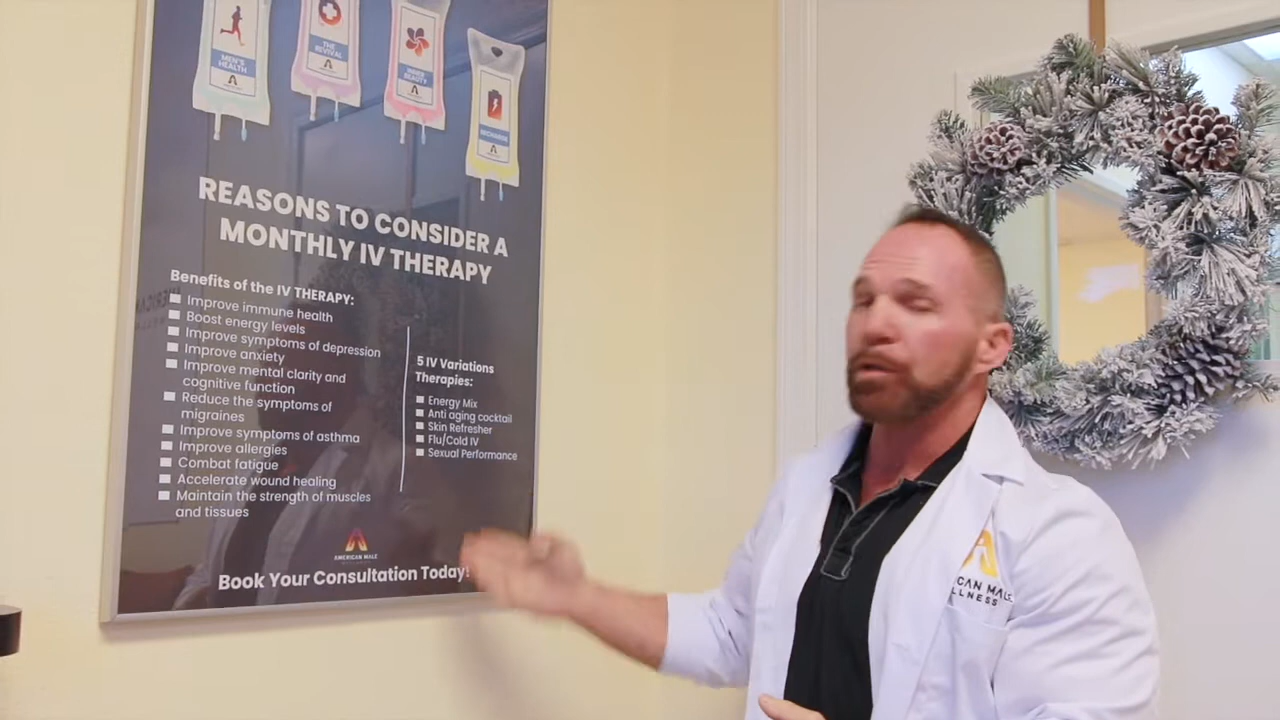 MEN'S
HEALTH
THE
REVIVAL
INNER
BEAUTY
RECHARGE
REASONS TO CONSIDER A
MONTHLY IV THERAPY
Benefits of the IV THERAPY:
Improve immune health
Boost energy levels
Improve symptoms of depression
Improve anxiety
Improve mental clarity and
cognitive function
Reduce the symptoms of
migraines
Improve symptoms of asthma
Improve allergies
Combat fatigue
Accelerate wound healing
Maintain the strength of muscles
and tissues
5 IV Variations
Therapies:
Energy Mix
Anti aging cocktail
Skin Refresher
Flu/Cold IV
Sexual Performance
AMERICAN MALE
Book Your Consultation Today!
ICAN MALE
LLNESS